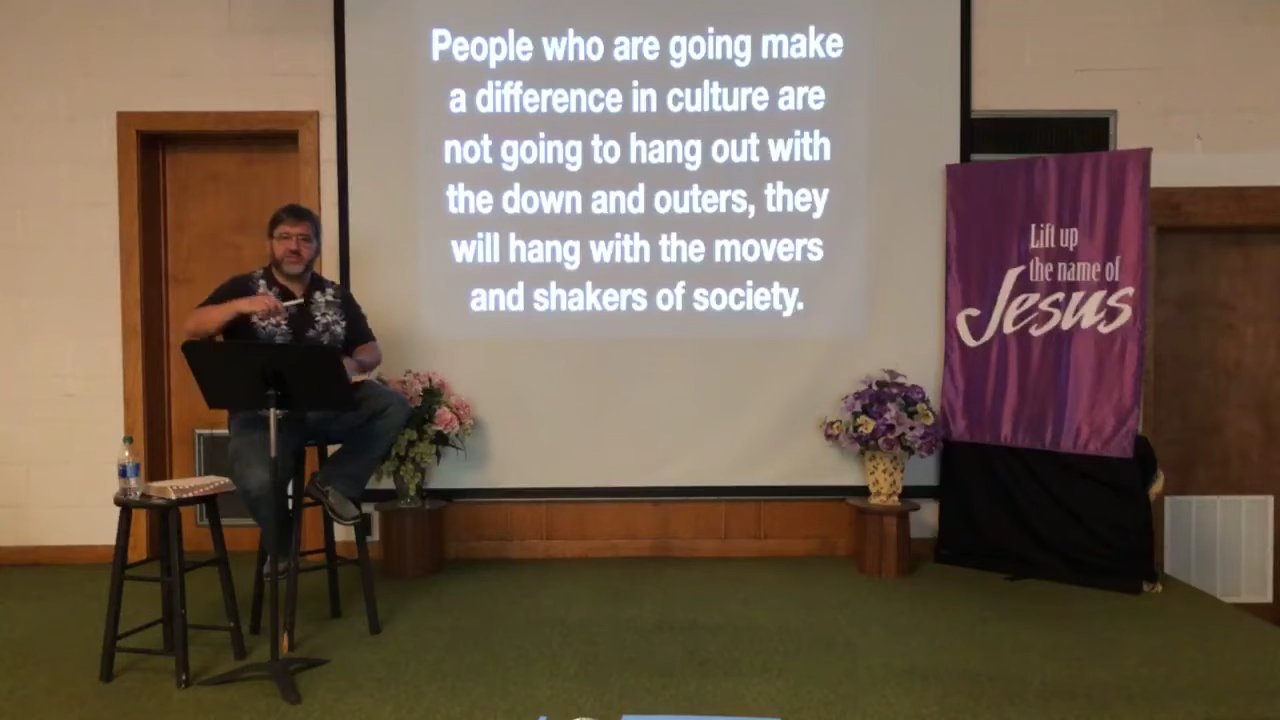 People who are going make
a difference in culture are
not going to hang out with
the down and outers, they
will hang with the movers
and shakers of society.
Lift up
the name of
Jesus